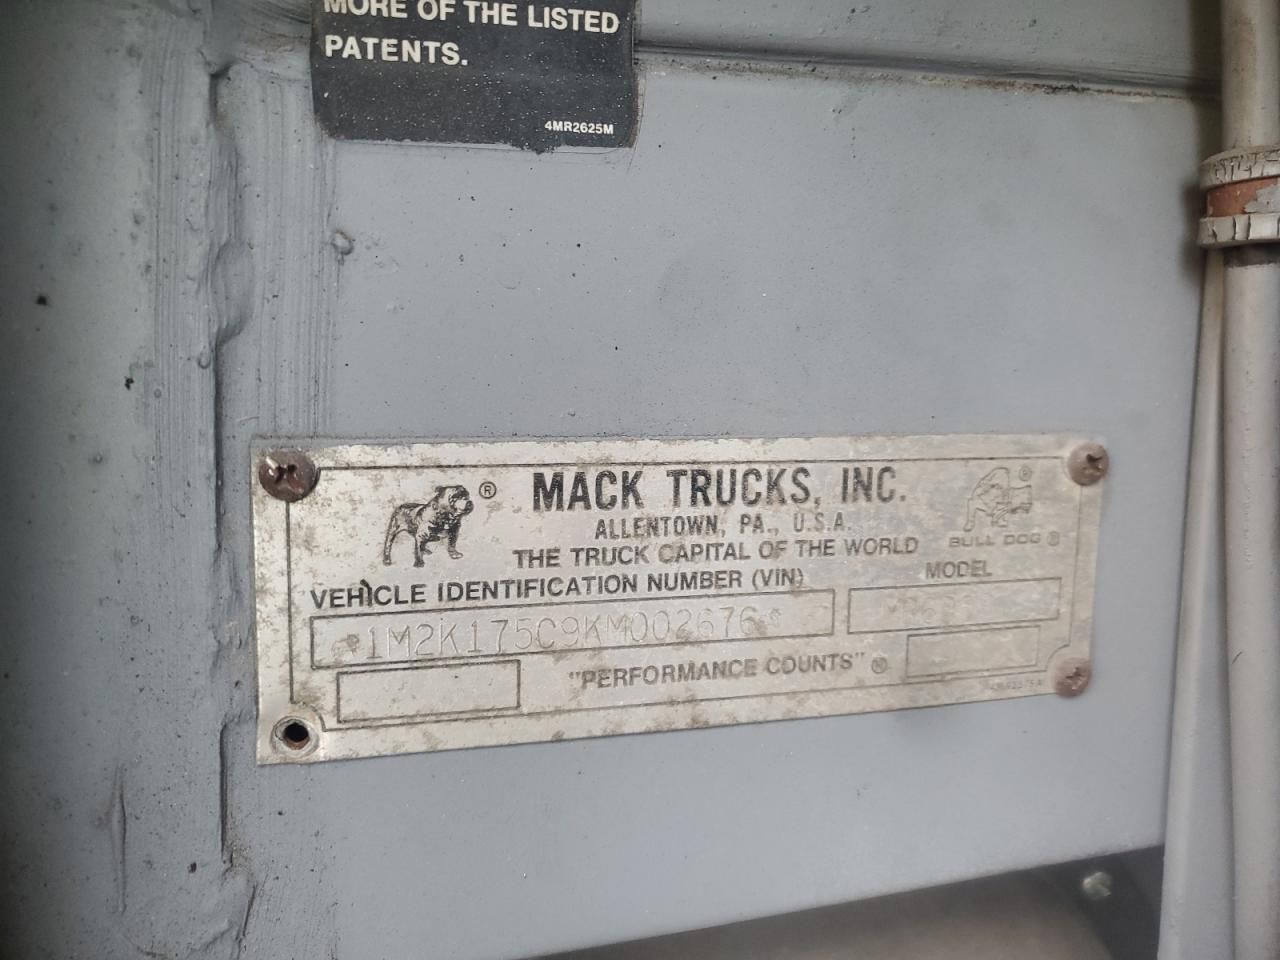 MORE OF THE LISTED
PATENTS.
4MR2625M
® MACK TRUCKS, INC. ®
ALLENTOWN, PA., U.S.A.
THE TRUCK CAPITAL OF THE WORLD
BULL DOG ®
VEHICLE IDENTIFICATION NUMBER (VIN)
MODEL
1M2K175C9KM002676
"PERFORMANCE COUNTS" ®